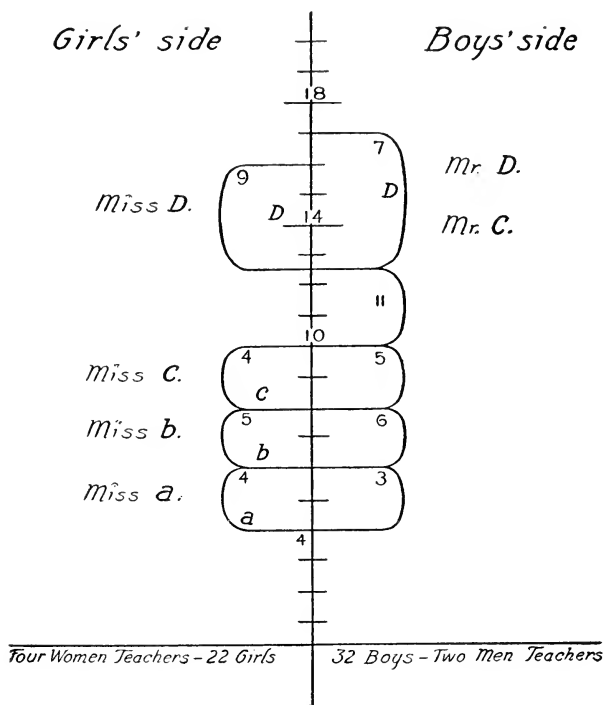 Girls' side
Boys' side
18
9
7
Miss D.
Mr. D.
D
D
14
Mr. C.
11
10
4
5
Miss C.
c
5
6
Miss b.
b
4
3
Miss a.
a
4
Four Women Teachers – 22 Girls
32 Boys – Two Men Teachers